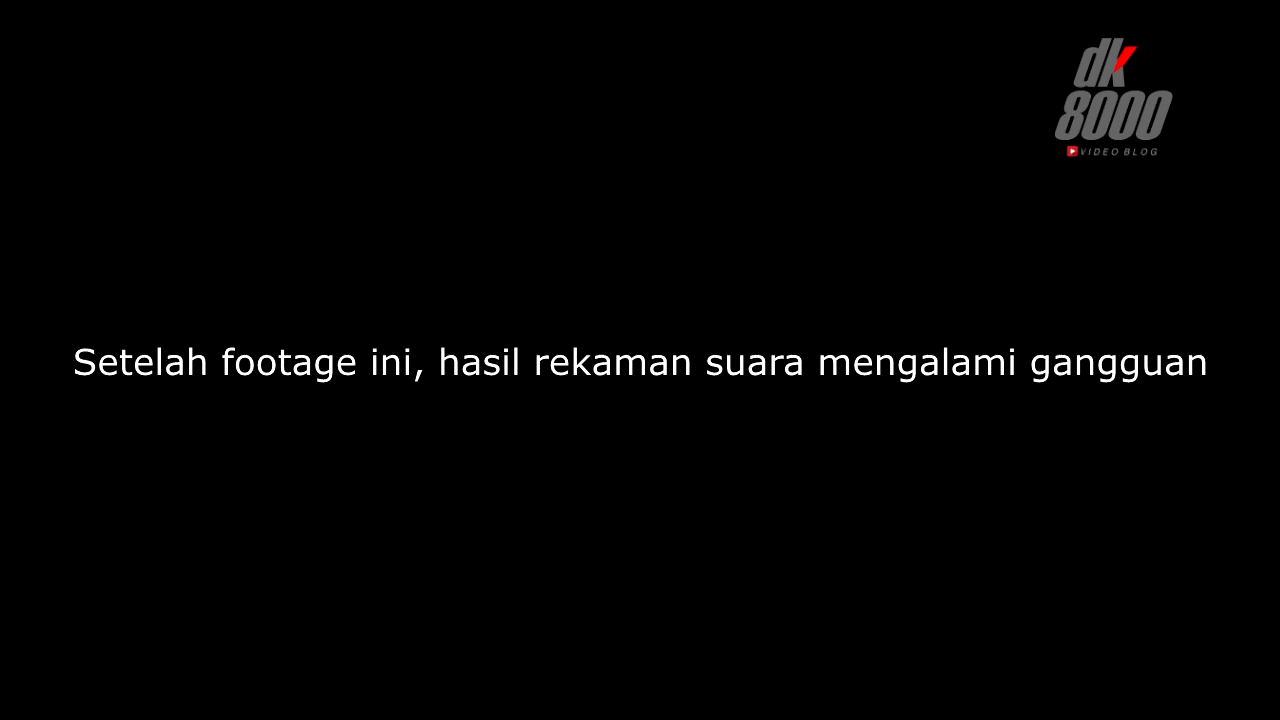 dk
8000
VIDEO BLOG
Setelah footage ini, hasil rekaman suara mengalami gangguan